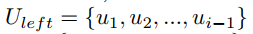 U_{left} = {u_1, u_2, ..., u_{i-1}}